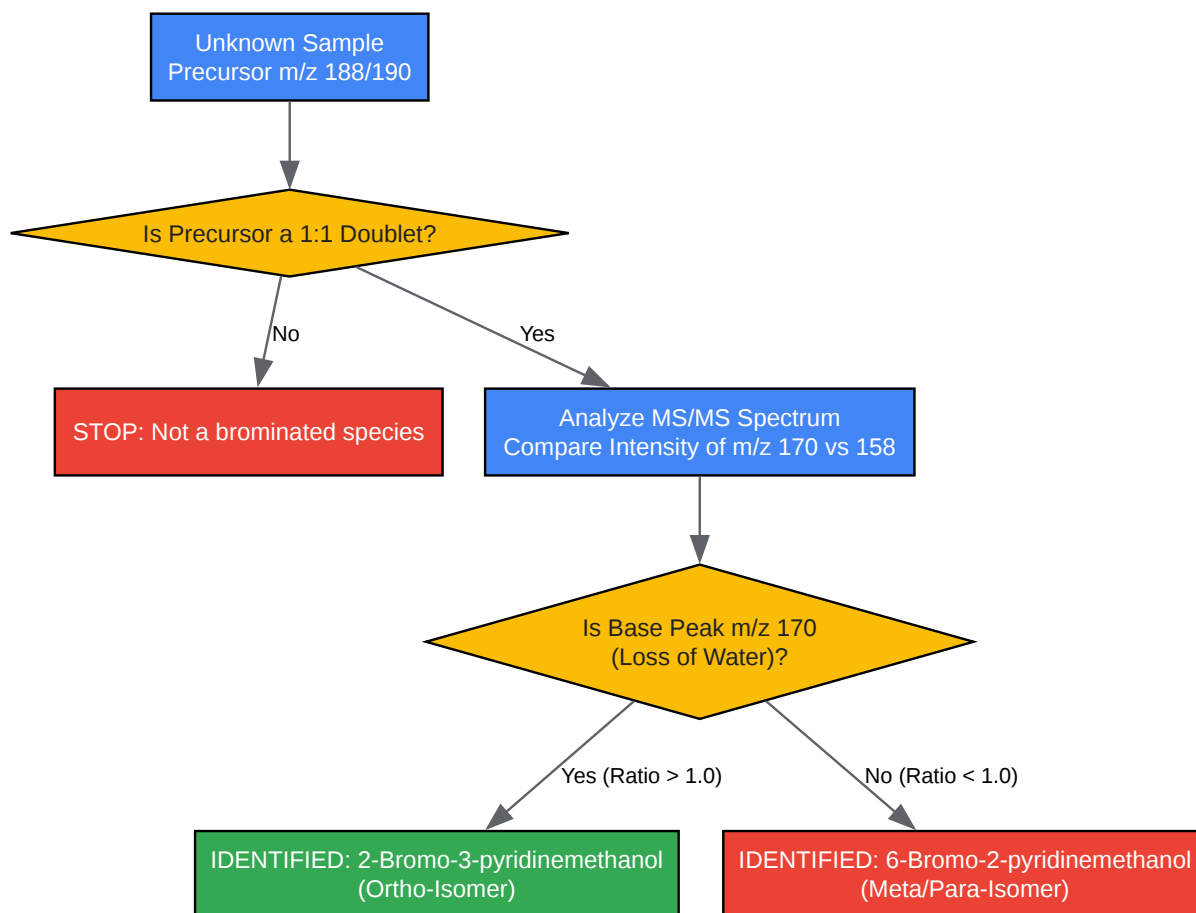 Unknown Sample
Precursor m/z 188/190
Is Precursor a 1:1 Doublet?
No
Yes
STOP: Not a brominated species
Analyze MS/MS Spectrum
Compare Intensity of m/z 170 vs 158
Is Base Peak m/z 170
(Loss of Water)?
Yes (Ratio > 1.0)
No (Ratio < 1.0)
IDENTIFIED: 2-Bromo-3-pyridinemethanol
(Ortho-Isomer)
IDENTIFIED: 6-Bromo-2-pyridinemethanol
(Meta/Para-Isomer)